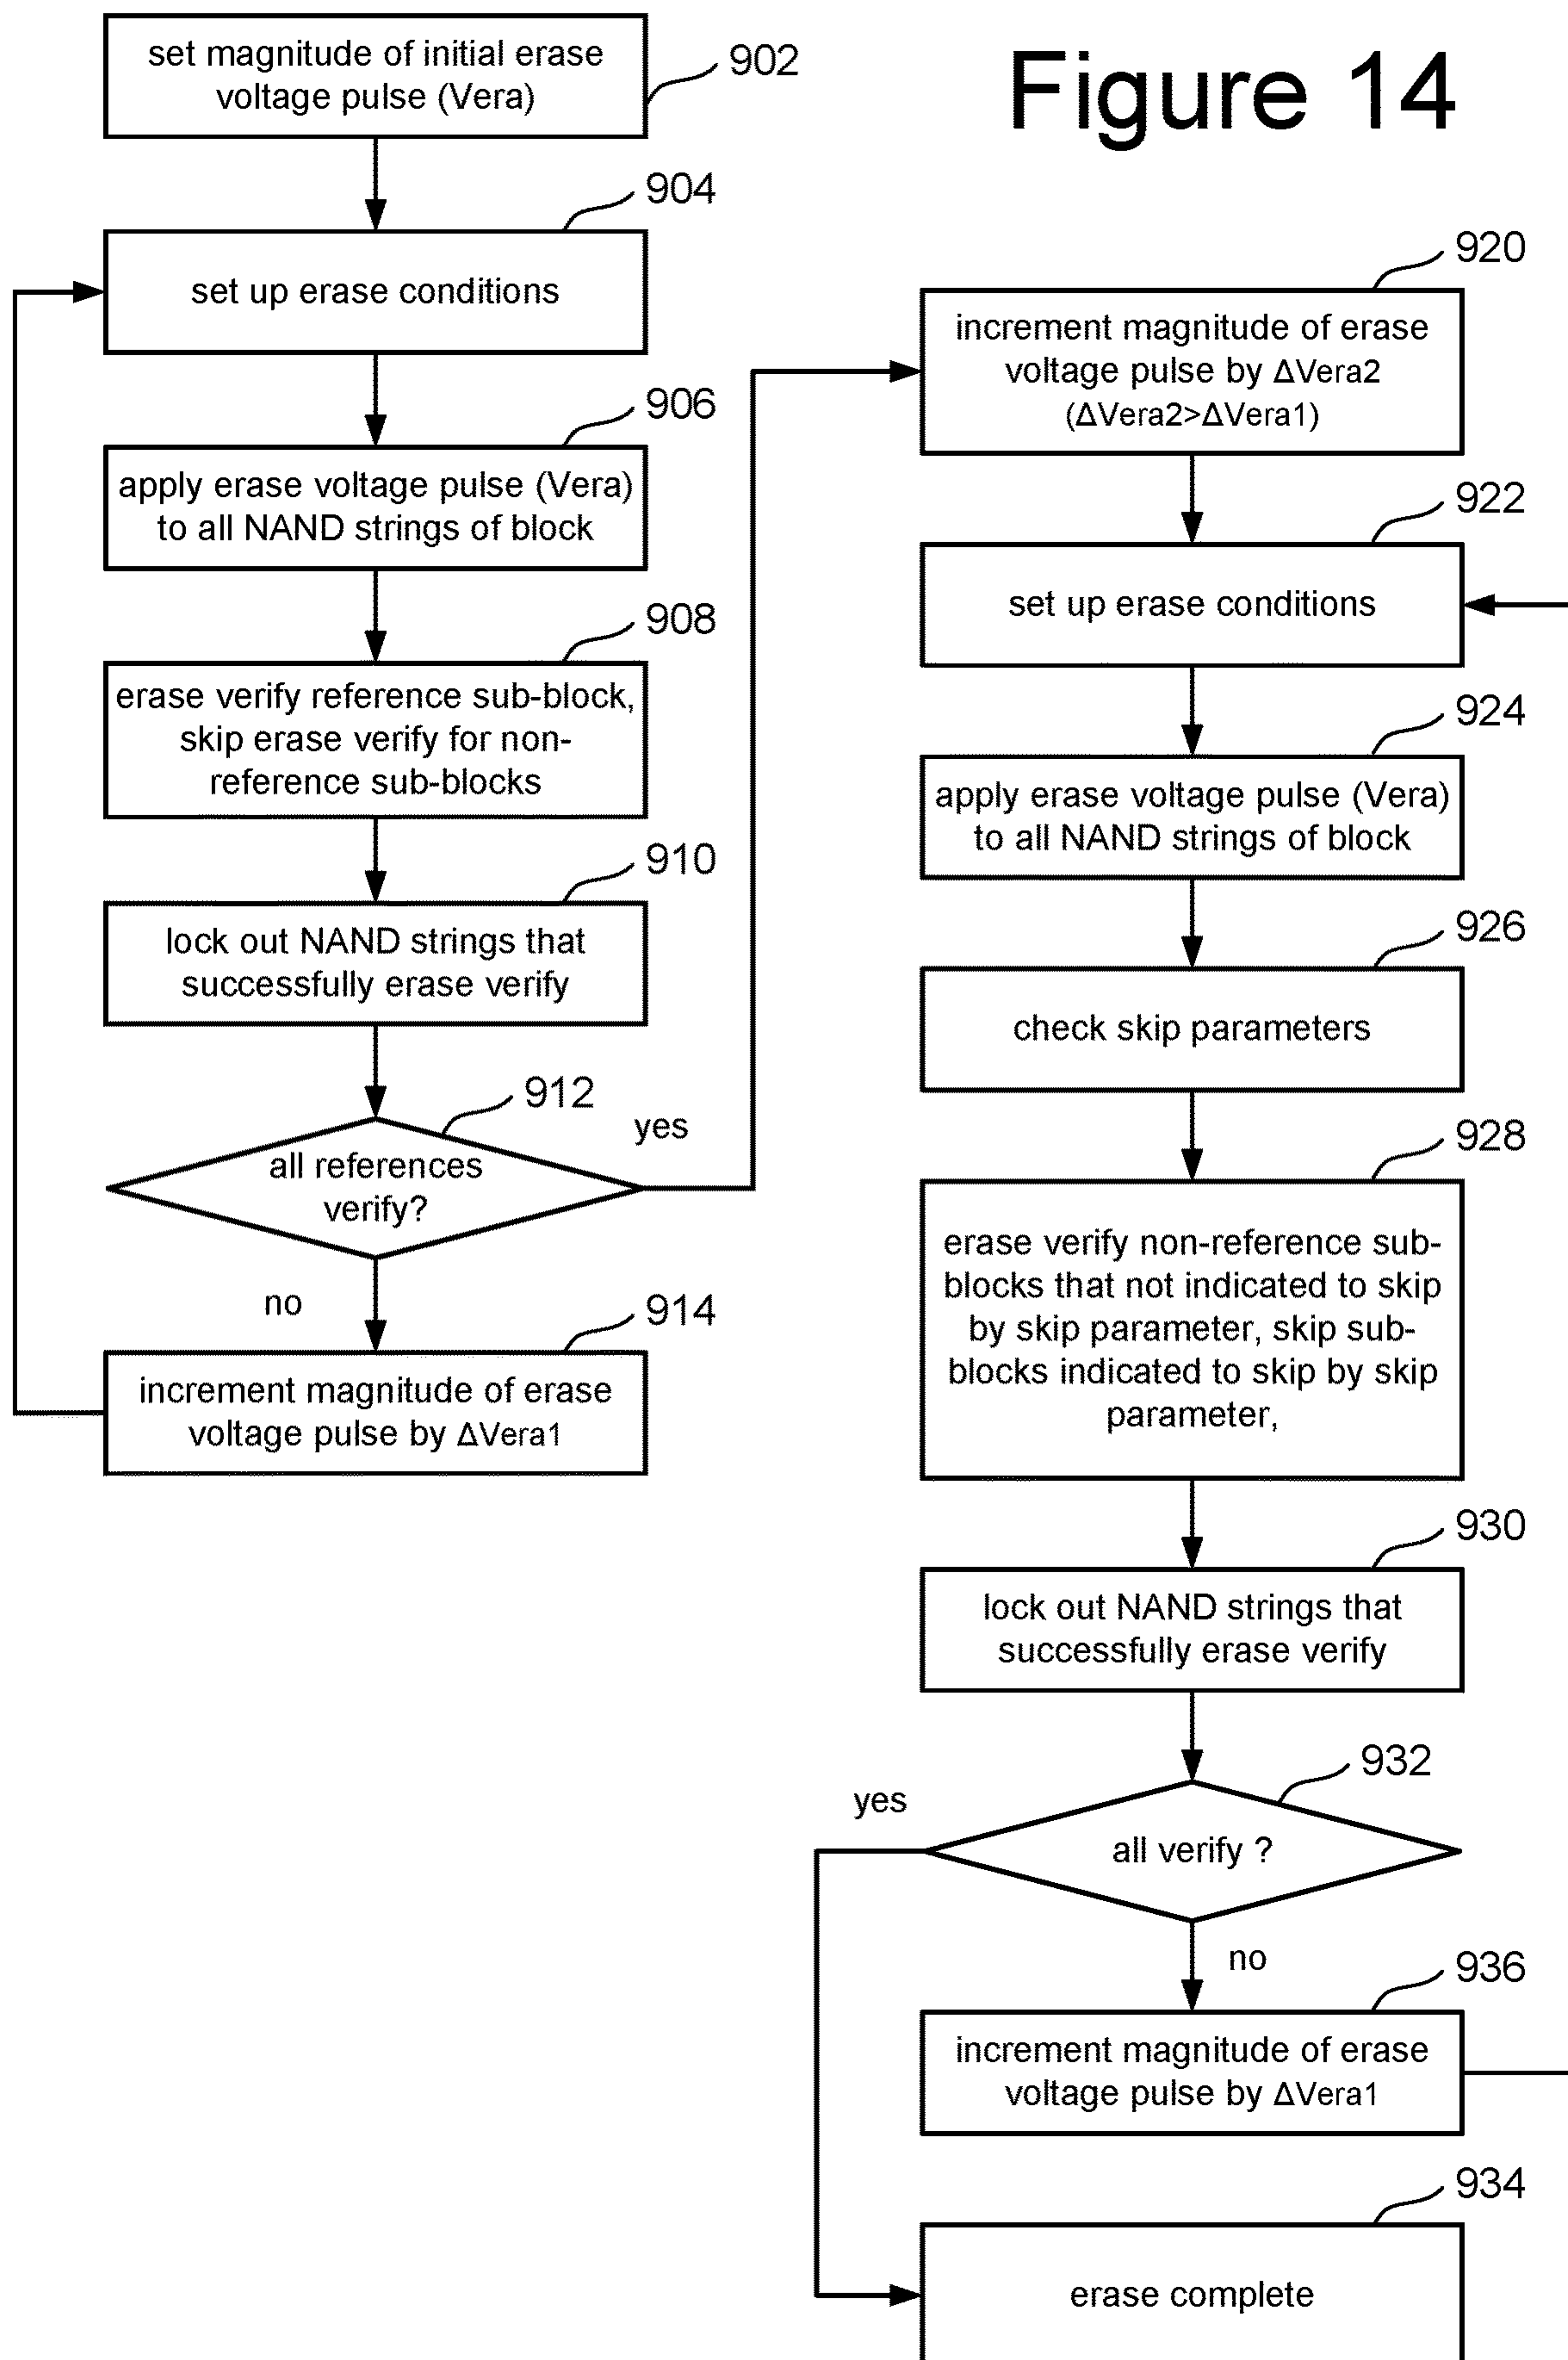 Figure 14
set magnitude of initial erase
voltage pulse (Vera)
902
904
set up erase conditions
906
apply erase voltage pulse (Vera)
to all NAND strings of block
908
erase verify reference sub-block,
skip erase verify for non-
reference sub-blocks
910
lock out NAND strings that
successfully erase verify
912
all references
verify?
yes
no
914
increment magnitude of erase
voltage pulse by ΔVera1
920
increment magnitude of erase
voltage pulse by ΔVera2
(ΔVera2>ΔVera1)
922
set up erase conditions
924
apply erase voltage pulse (Vera)
to all NAND strings of block
926
check skip parameters
928
erase verify non-reference sub-
blocks that not indicated to skip
by skip parameter, skip sub-
blocks indicated to skip by skip
parameter,
930
lock out NAND strings that
successfully erase verify
932
yes
all verify ?
no
936
increment magnitude of erase
voltage pulse by ΔVera1
934
erase complete